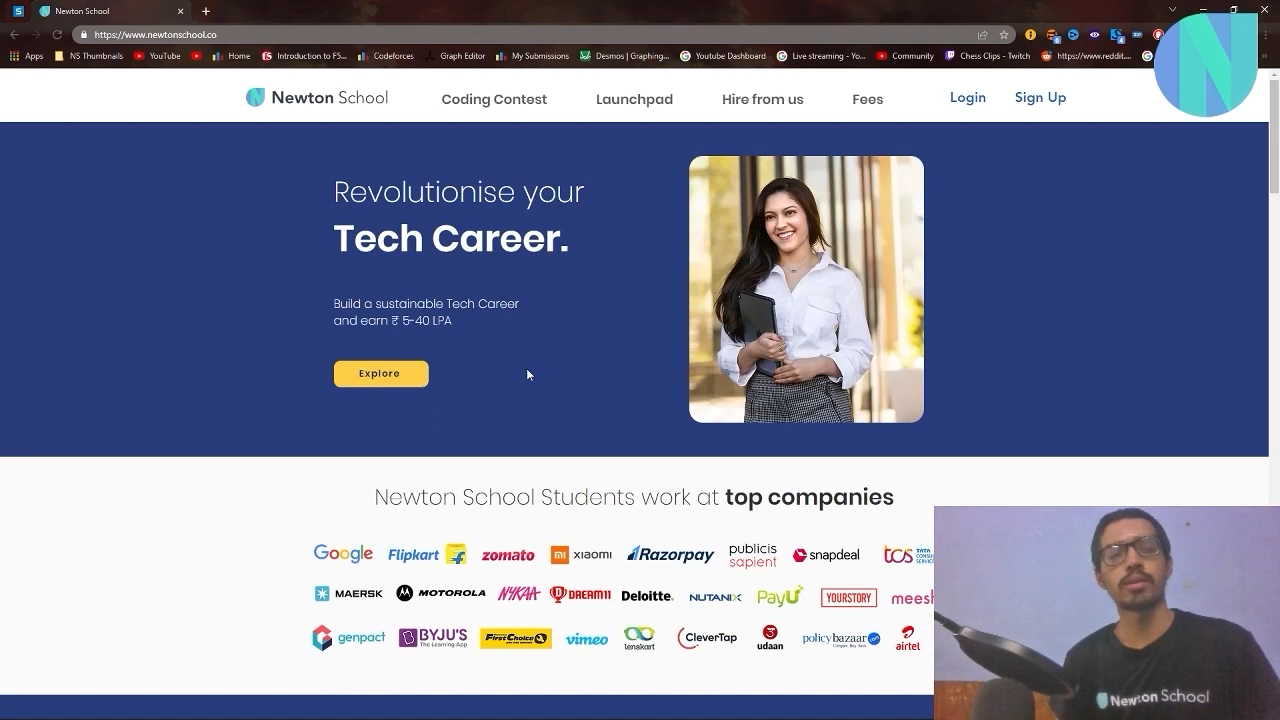 Newton School
https://www.newtonschool.co
Apps NS Thumbnails YouTube Home Introduction to F5... Codeforces Graph Editor My Submissions Desmos | Graphing... Youtube Dashboard Live streaming - Yo... Community Chess Clips - Twitch https://www.reddit....
Newton School Coding Contest Launchpad Hire from us Fees Login Sign Up
Revolutionise your
Tech Career.
Build a sustainable Tech Career
and earn ₹ 5-40 LPA
Explore
Newton School Students work at top companies
Google Flipkart zomato mi xiaomi Razorpay publicis sapient snapdeal tcs TATA
MAERSK MOTOROLA NYKAA DREAM11 Deloitte. NUTANIX PayU YOURSTORY meesh
genpact BYJU'S The Learning App FirstChoice vimeo lenskart CleverTap udaan policybazaar.com airtel
Newton School